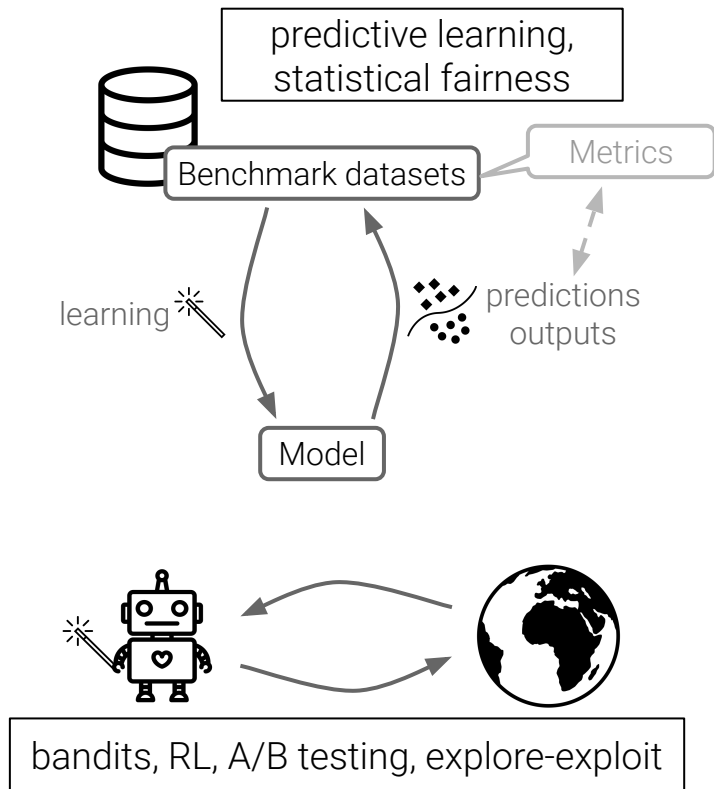 predictive learning,
statistical fairness
Metrics
Benchmark datasets
learning
predictions
outputs
Model
bandits, RL, A/B testing, explore-exploit